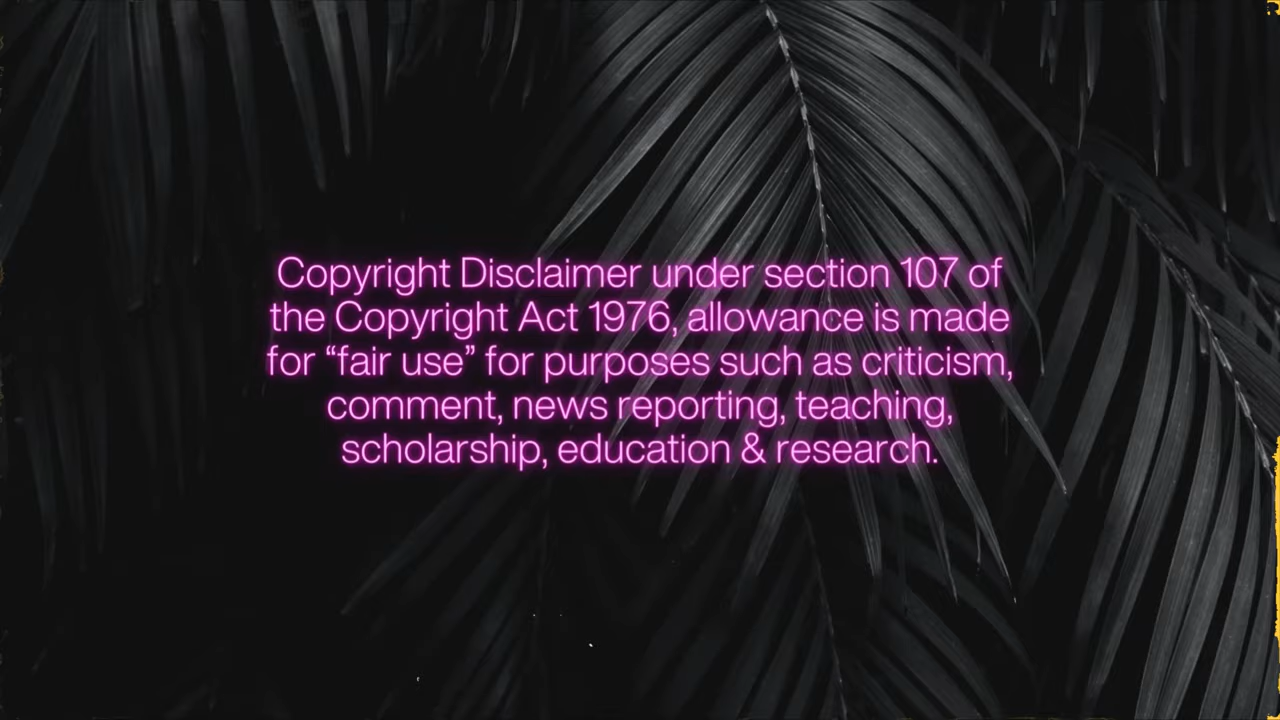 Copyright Disclaimer under section 107 of
the Copyright Act 1976, allowance is made
for “fair use” for purposes such as criticism,
comment, news reporting, teaching,
scholarship, education & research.